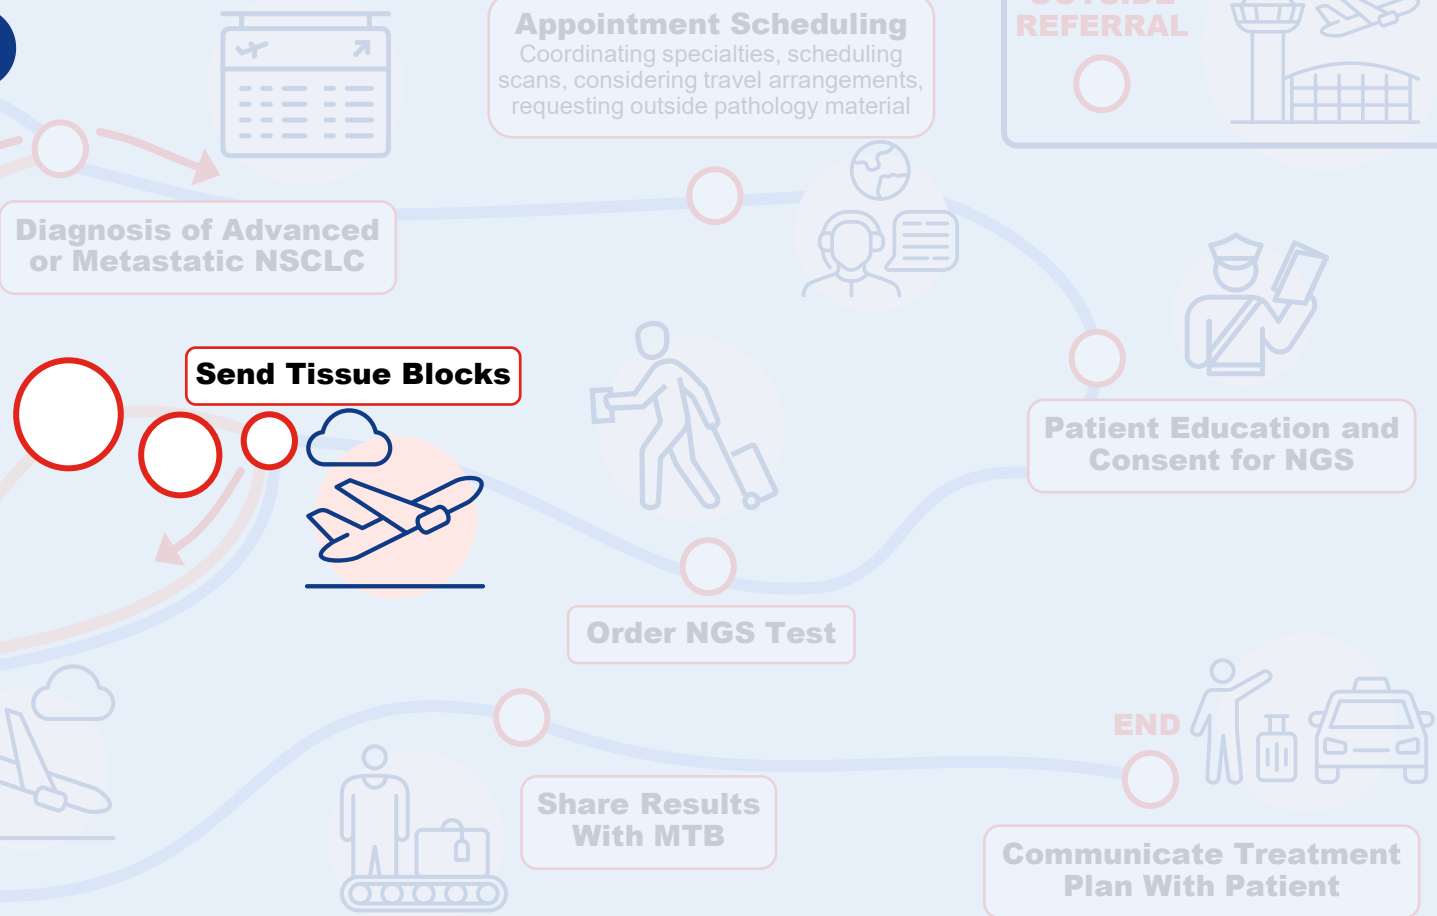 Appointment Scheduling
Coordinating specialties, scheduling
scans, considering travel arrangements,
requesting outside pathology material
OUTSIDE
REFERRAL
Diagnosis of Advanced
or Metastatic NSCLC
Send Tissue Blocks
Patient Education and
Consent for NGS
Order NGS Test
END
Share Results
With MTB
Communicate Treatment
Plan With Patient